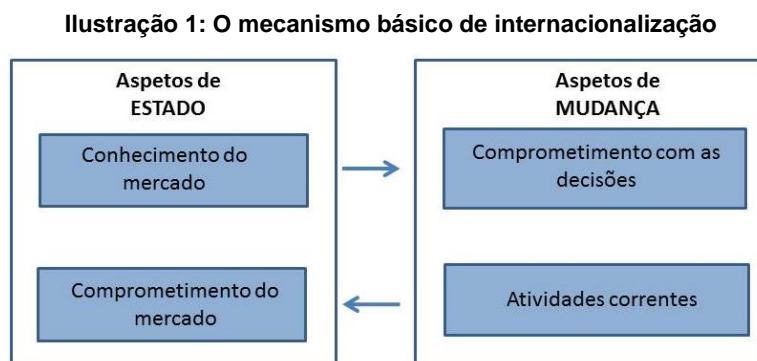 Ilustração 1: O mecanismo básico de internacionalização
Aspetos de
ESTADO
Conhecimento do
mercado
Comprometimento do
mercado
Aspetos de
MUDANÇA
Comprometimento com as
decisões
Atividades correntes